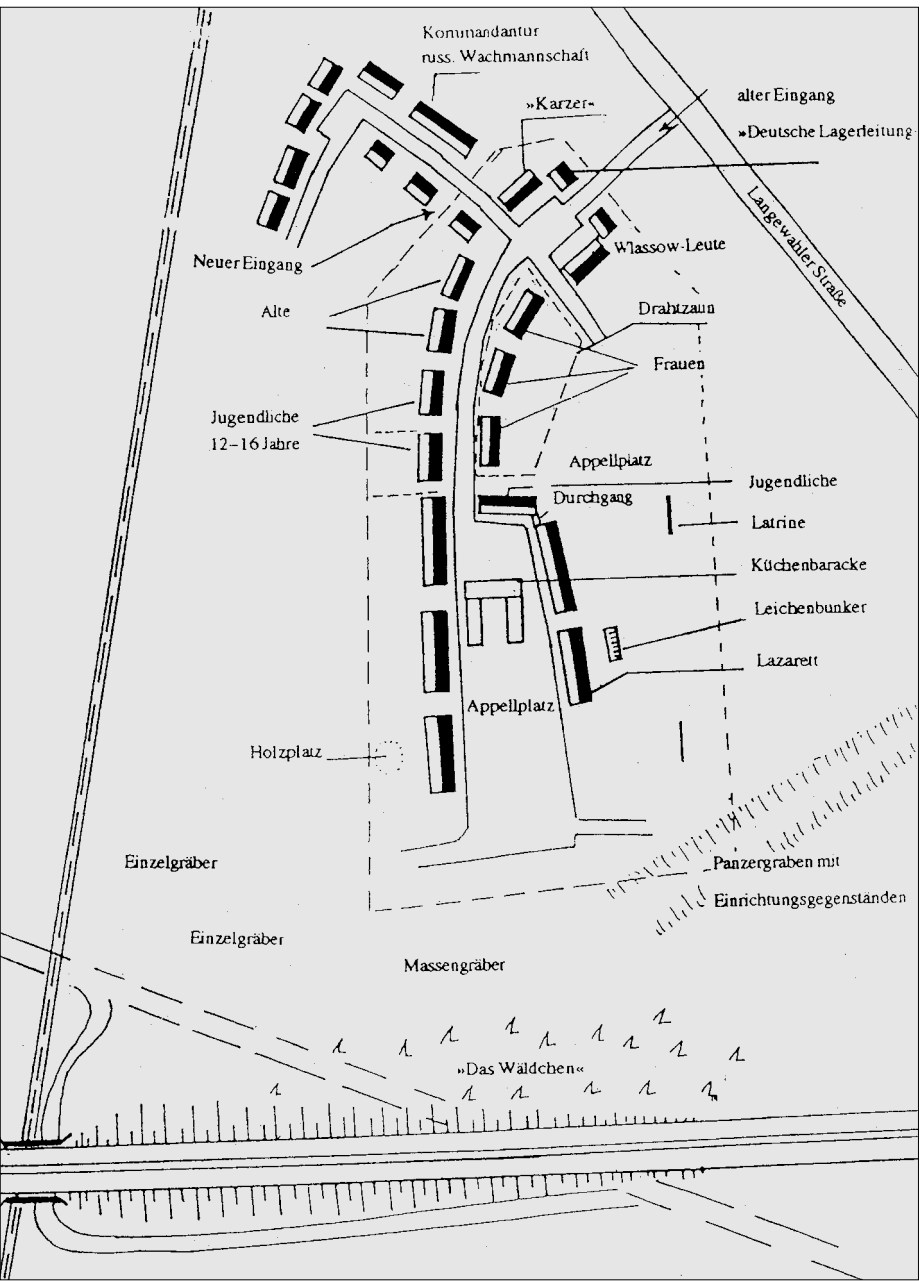 Kommandantur
russ. Wachmannschaft
»Karzer«
alter Eingang
»Deutsche Lagerleitung
Langewahler Straße
Wlassow-Leute
Neuer Eingang
Alte
Drahtzaun
Frauen
Jugendliche
12–16 Jahre
Appellplatz
Durchgang
Jugendliche
Latrine
Küchenbaracke
Leichenbunker
Lazarett
Appellplatz
Holzplatz
Einzelgräber
Panzergraben mit
Einrichtungsgegenständen
Einzelgräber
Massengräber
»Das Wäldchen«